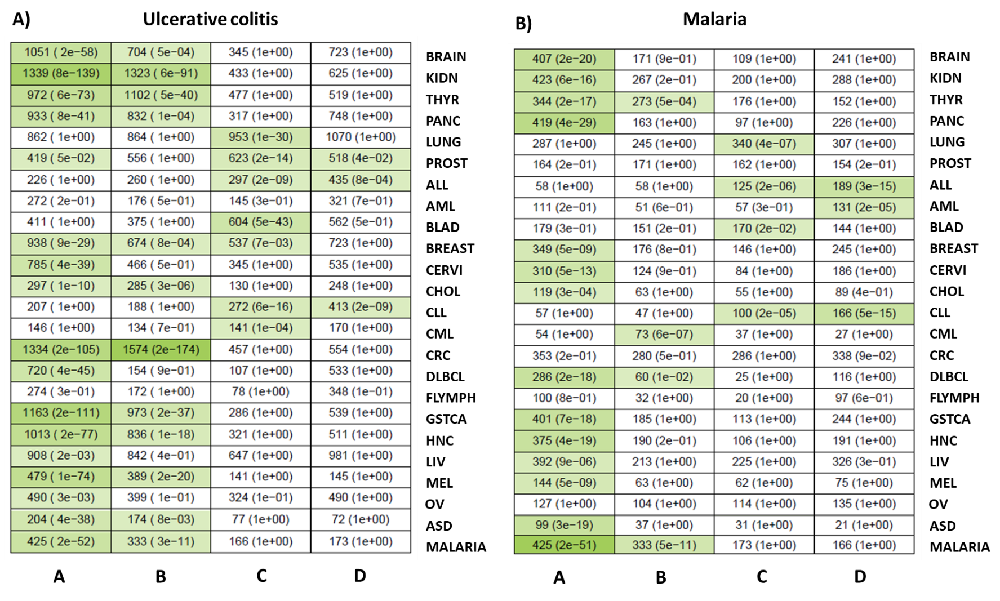 A) Ulcerative colitis
1051 ( 2e−58) 704 ( 5e−04) 345 (1e+00) 723 (1e+00) BRAIN
1339 (8e−139) 1323 ( 6e−91) 433 (1e+00) 625 (1e+00) KIDN
972 ( 6e−73) 1102 ( 5e−40) 477 (1e+00) 519 (1e+00) THYR
933 ( 8e−41) 832 ( 1e−04) 317 (1e+00) 748 (1e+00) PANC
862 ( 1e+00) 864 ( 1e+00) 953 (1e−30) 1070 (1e+00) LUNG
419 ( 5e−02) 556 ( 1e+00) 623 (2e−14) 518 (4e−02) PROST
226 ( 1e+00) 260 ( 1e+00) 297 (2e−09) 435 (8e−04) ALL
272 ( 2e−01) 176 ( 5e−01) 145 (3e−01) 321 (7e−01) AML
411 ( 1e+00) 375 ( 1e+00) 604 (5e−43) 562 (5e−01) BLAD
938 ( 9e−29) 674 ( 8e−04) 537 (7e−03) 723 (1e+00) BREAST
785 ( 4e−39) 466 ( 5e−01) 345 (1e+00) 535 (1e+00) CERVI
297 ( 1e−10) 285 ( 3e−06) 130 (1e+00) 248 (1e+00) CHOL
207 ( 1e+00) 188 ( 1e+00) 272 (6e−16) 413 (2e−09) CLL
146 ( 1e+00) 134 ( 7e−01) 141 (1e−04) 170 (1e+00) CML
1334 (2e−105) 1574 (2e−174) 457 (1e+00) 554 (1e+00) CRC
720 ( 4e−45) 154 ( 9e−01) 107 (1e+00) 533 (1e+00) DLBCL
274 ( 3e−01) 172 ( 1e+00) 78 (1e+00) 348 (1e−01) FLYMPH
1163 (2e−111) 973 ( 2e−37) 286 (1e+00) 539 (1e+00) GSTCA
1013 ( 2e−77) 836 ( 1e−18) 321 (1e+00) 511 (1e+00) HNC
908 ( 2e−03) 842 ( 4e−01) 647 (1e+00) 981 (1e+00) LIV
479 ( 1e−74) 389 ( 2e−20) 141 (1e+00) 145 (1e+00) MEL
490 ( 3e−03) 399 ( 1e−01) 324 (1e−01) 490 (1e+00) OV
204 ( 4e−38) 174 ( 8e−03) 77 (1e+00) 72 (1e+00) ASD
425 ( 2e−52) 333 ( 3e−11) 166 (1e+00) 173 (1e+00) MALARIA
A B C D
B) Malaria
407 (2e−20) 171 (9e−01) 109 (1e+00) 241 (1e+00) BRAIN
423 (6e−16) 267 (2e−01) 200 (1e+00) 288 (1e+00) KIDN
344 (2e−17) 273 (5e−04) 176 (1e+00) 152 (1e+00) THYR
419 (4e−29) 163 (1e+00) 97 (1e+00) 226 (1e+00) PANC
287 (1e+00) 245 (1e+00) 340 (4e−07) 307 (1e+00) LUNG
164 (2e−01) 171 (1e+00) 162 (1e+00) 154 (2e−01) PROST
58 (1e+00) 58 (1e+00) 125 (2e−06) 189 (3e−15) ALL
111 (2e−01) 51 (6e−01) 57 (3e−01) 131 (2e−05) AML
179 (3e−01) 151 (2e−01) 170 (2e−02) 144 (1e+00) BLAD
349 (5e−09) 176 (8e−01) 146 (1e+00) 245 (1e+00) BREAST
310 (5e−13) 124 (9e−01) 84 (1e+00) 186 (1e+00) CERVI
119 (3e−04) 63 (1e+00) 55 (1e+00) 89 (4e−01) CHOL
57 (1e+00) 47 (1e+00) 100 (2e−05) 166 (5e−15) CLL
54 (1e+00) 73 (6e−07) 37 (1e+00) 27 (1e+00) CML
353 (2e−01) 280 (5e−01) 286 (1e+00) 338 (9e−02) CRC
286 (2e−18) 60 (1e−02) 25 (1e+00) 116 (1e+00) DLBCL
100 (8e−01) 32 (1e+00) 20 (1e+00) 97 (6e−01) FLYMPH
401 (7e−18) 185 (1e+00) 113 (1e+00) 244 (1e+00) GSTCA
375 (4e−19) 190 (2e−01) 106 (1e+00) 191 (1e+00) HNC
392 (9e−06) 213 (1e+00) 225 (1e+00) 326 (3e−01) LIV
144 (5e−09) 63 (1e+00) 62 (1e+00) 75 (1e+00) MEL
127 (1e+00) 104 (1e+00) 114 (1e+00) 135 (1e+00) OV
99 (3e−19) 37 (1e+00) 31 (1e+00) 21 (1e+00) ASD
425 (2e−51) 333 (5e−11) 173 (1e+00) 166 (1e+00) MALARIA
A B C D